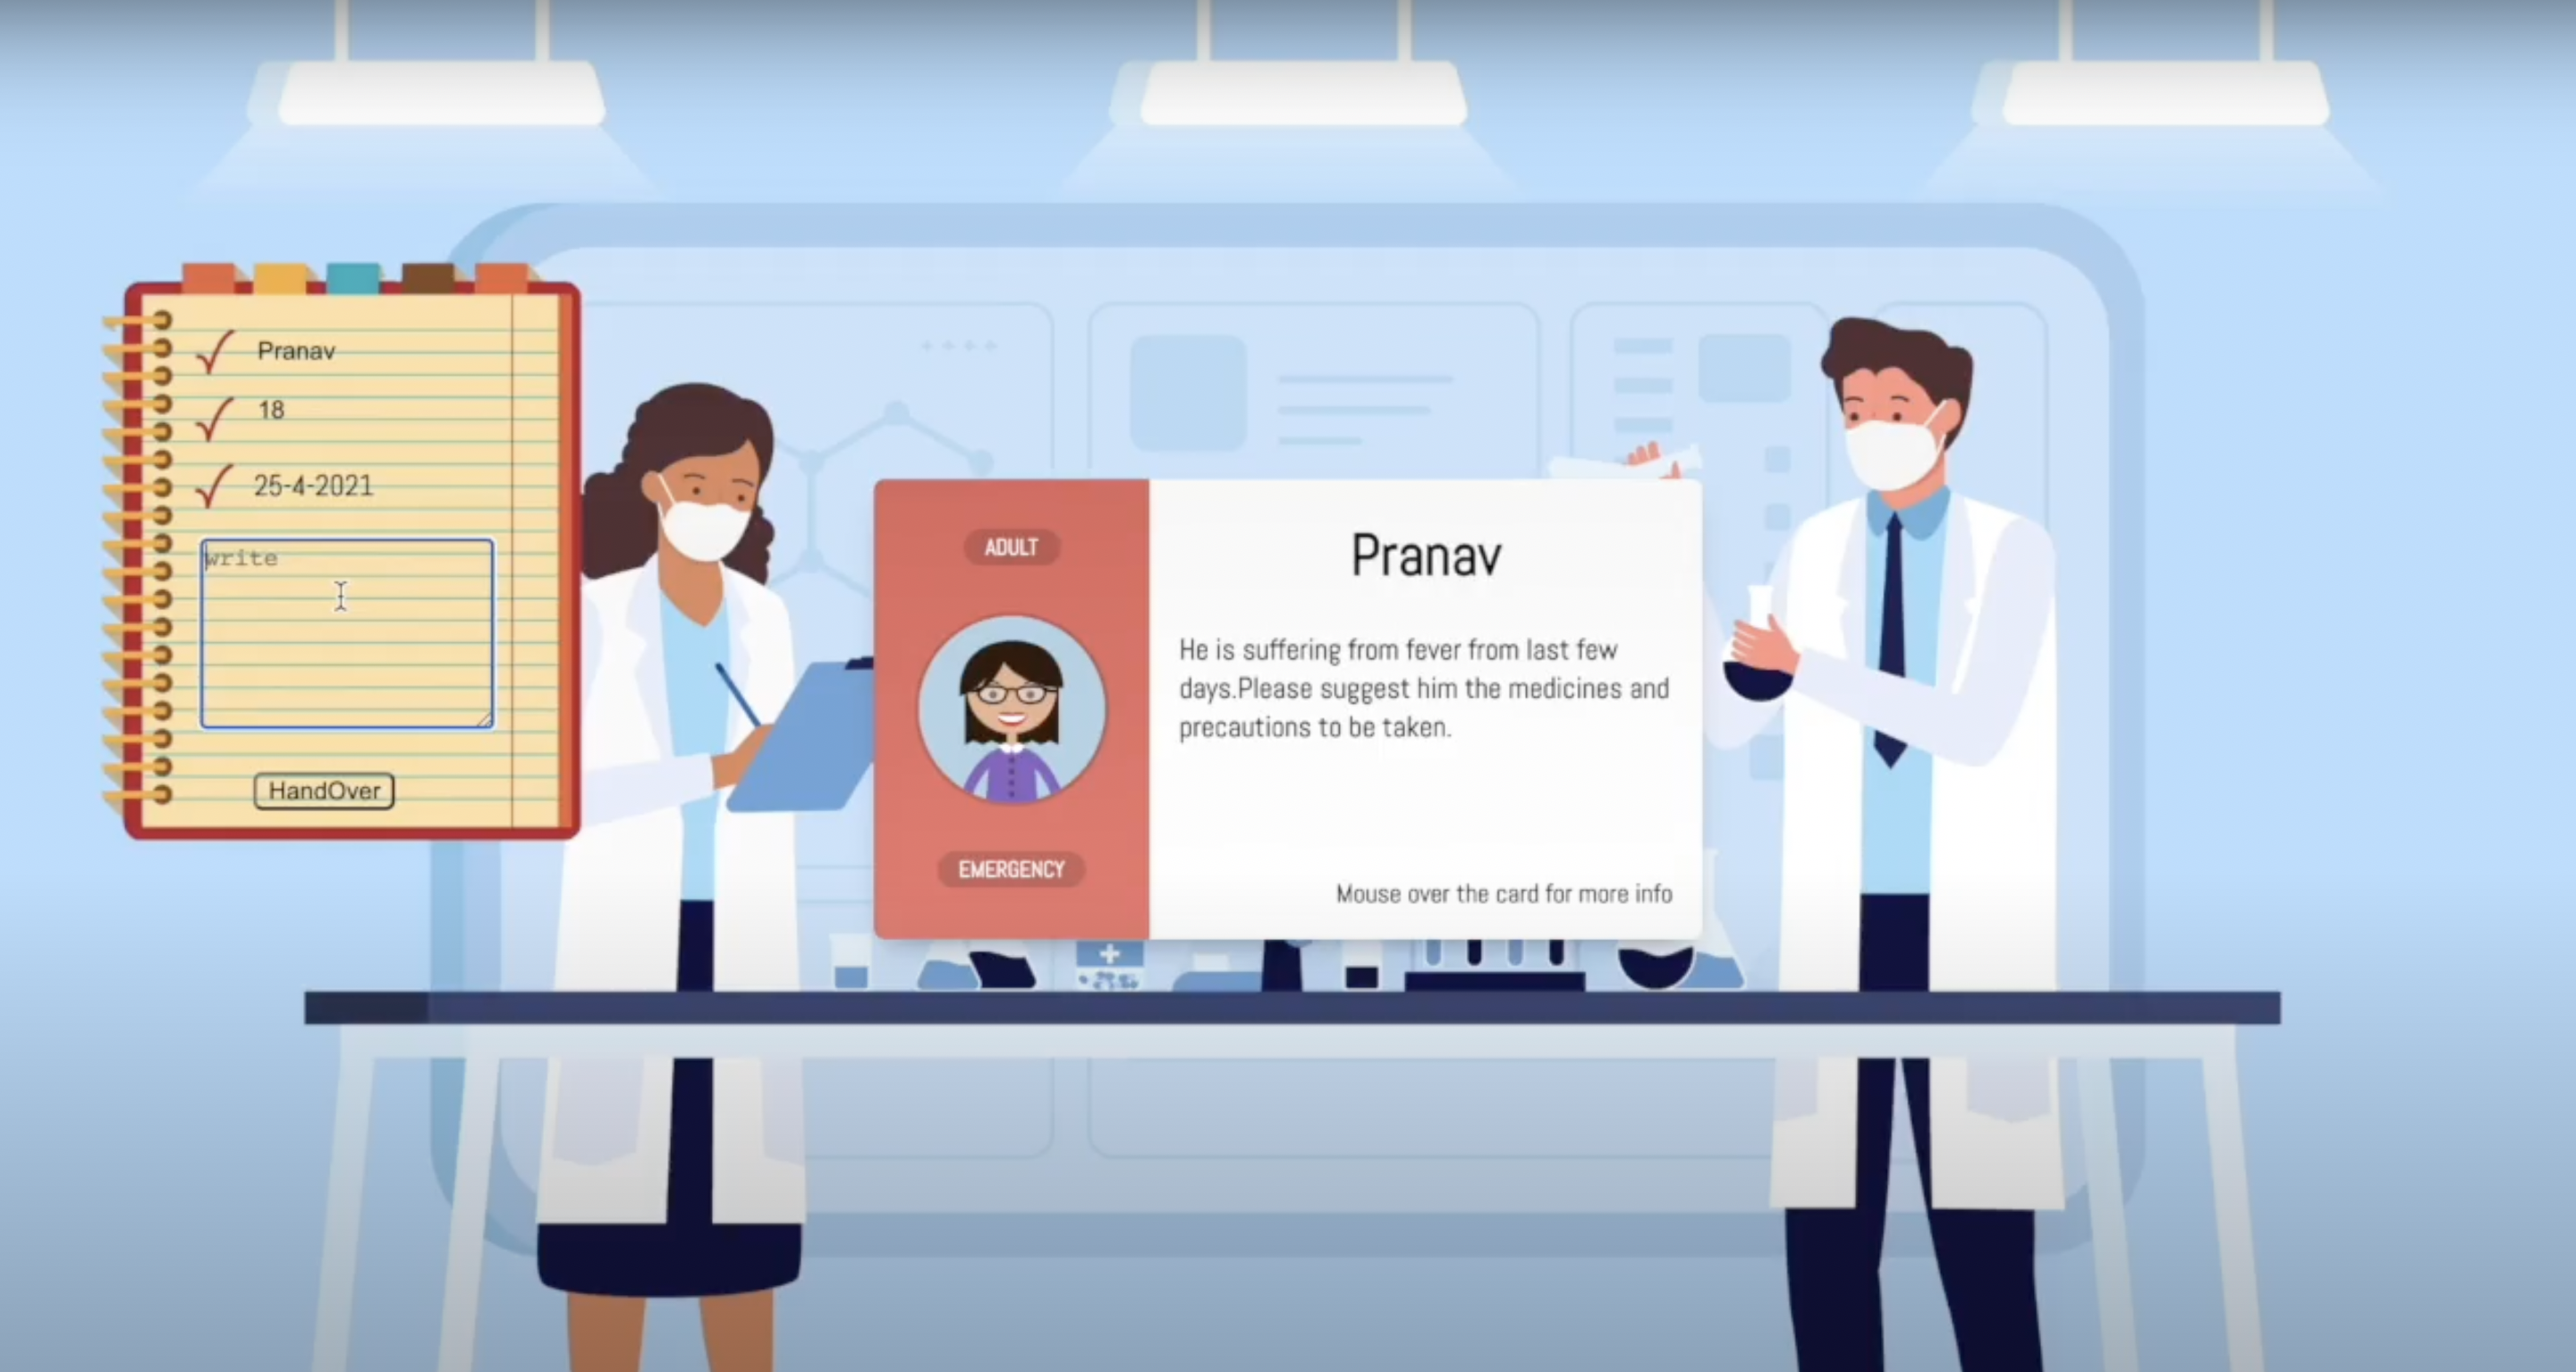 Pranav
18
25-4-2021
write
HandOver
ADULT
EMERGENCY
Pranav
He is suffering from fever from last few
days.Please suggest him the medicines and
precautions to be taken.
Mouse over the card for more info